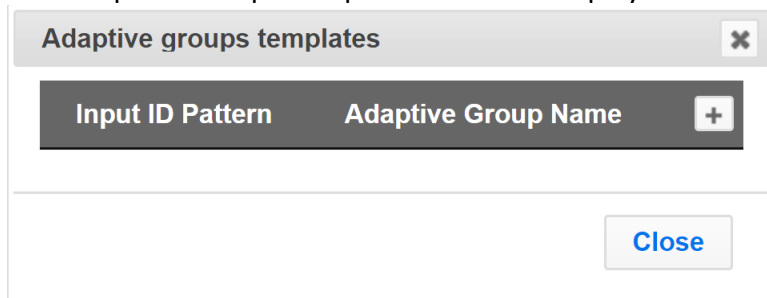 Adaptive groups templates
Input ID Pattern Adaptive Group Name +
Close